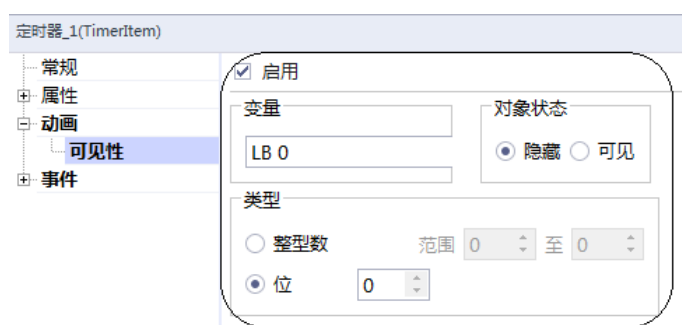 定时器_1(TimerItem)
常规
属性
动画
可见性
事件
启用
变量
LB 0
对象状态
隐藏 可见
类型
整型数 范围 0 至 0
位 0